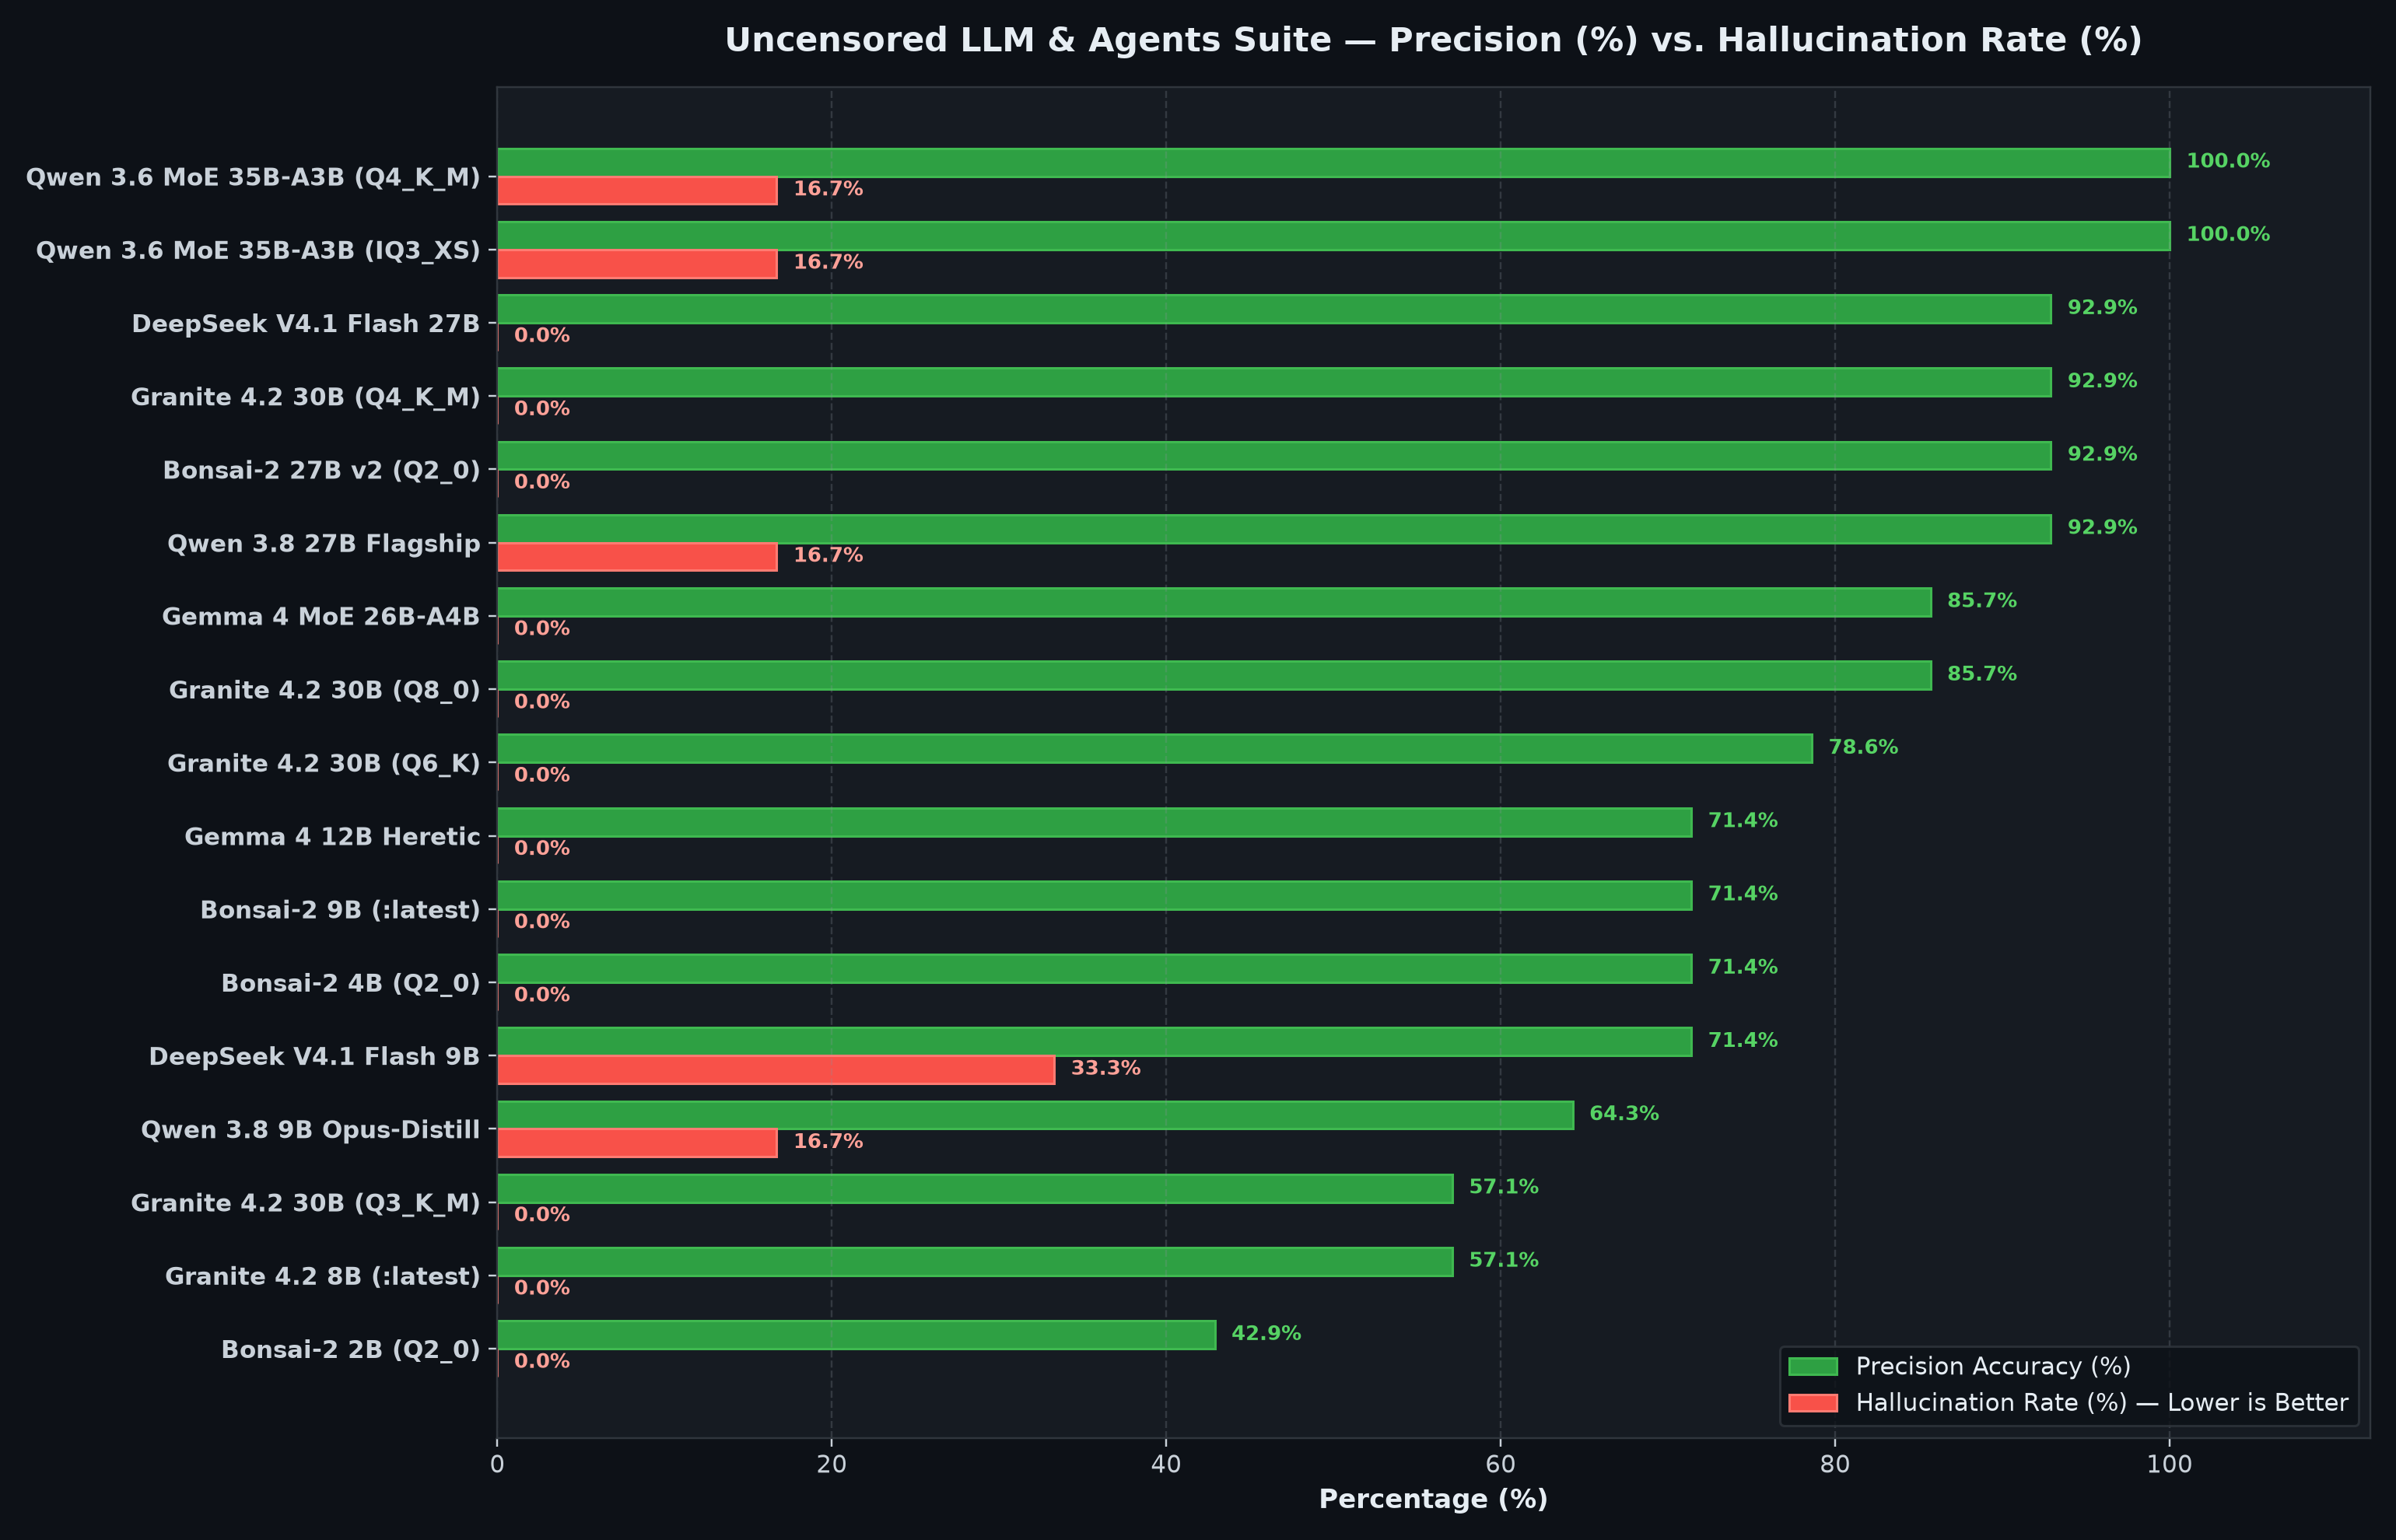 Uncensored LLM & Agents Suite — Precision (%) vs. Hallucination Rate (%)
Qwen 3.6 MoE 35B-A3B (Q4_K_M)
100.0%
16.7%
Qwen 3.6 MoE 35B-A3B (IQ3_XS)
100.0%
16.7%
DeepSeek V4.1 Flash 27B
92.9%
0.0%
Granite 4.2 30B (Q4_K_M)
92.9%
0.0%
Bonsai-2 27B v2 (Q2_0)
92.9%
0.0%
Qwen 3.8 27B Flagship
92.9%
16.7%
Gemma 4 MoE 26B-A4B
85.7%
0.0%
Granite 4.2 30B (Q8_0)
85.7%
0.0%
Granite 4.2 30B (Q6_K)
78.6%
0.0%
Gemma 4 12B Heretic
71.4%
0.0%
Bonsai-2 9B (:latest)
71.4%
0.0%
Bonsai-2 4B (Q2_0)
71.4%
0.0%
DeepSeek V4.1 Flash 9B
71.4%
33.3%
Qwen 3.8 9B Opus-Distill
64.3%
16.7%
Granite 4.2 30B (Q3_K_M)
57.1%
0.0%
Granite 4.2 8B (:latest)
57.1%
0.0%
Bonsai-2 2B (Q2_0)
42.9%
0.0%
Precision Accuracy (%)
Hallucination Rate (%) — Lower is Better
0 20 40 60 80 100
Percentage (%)